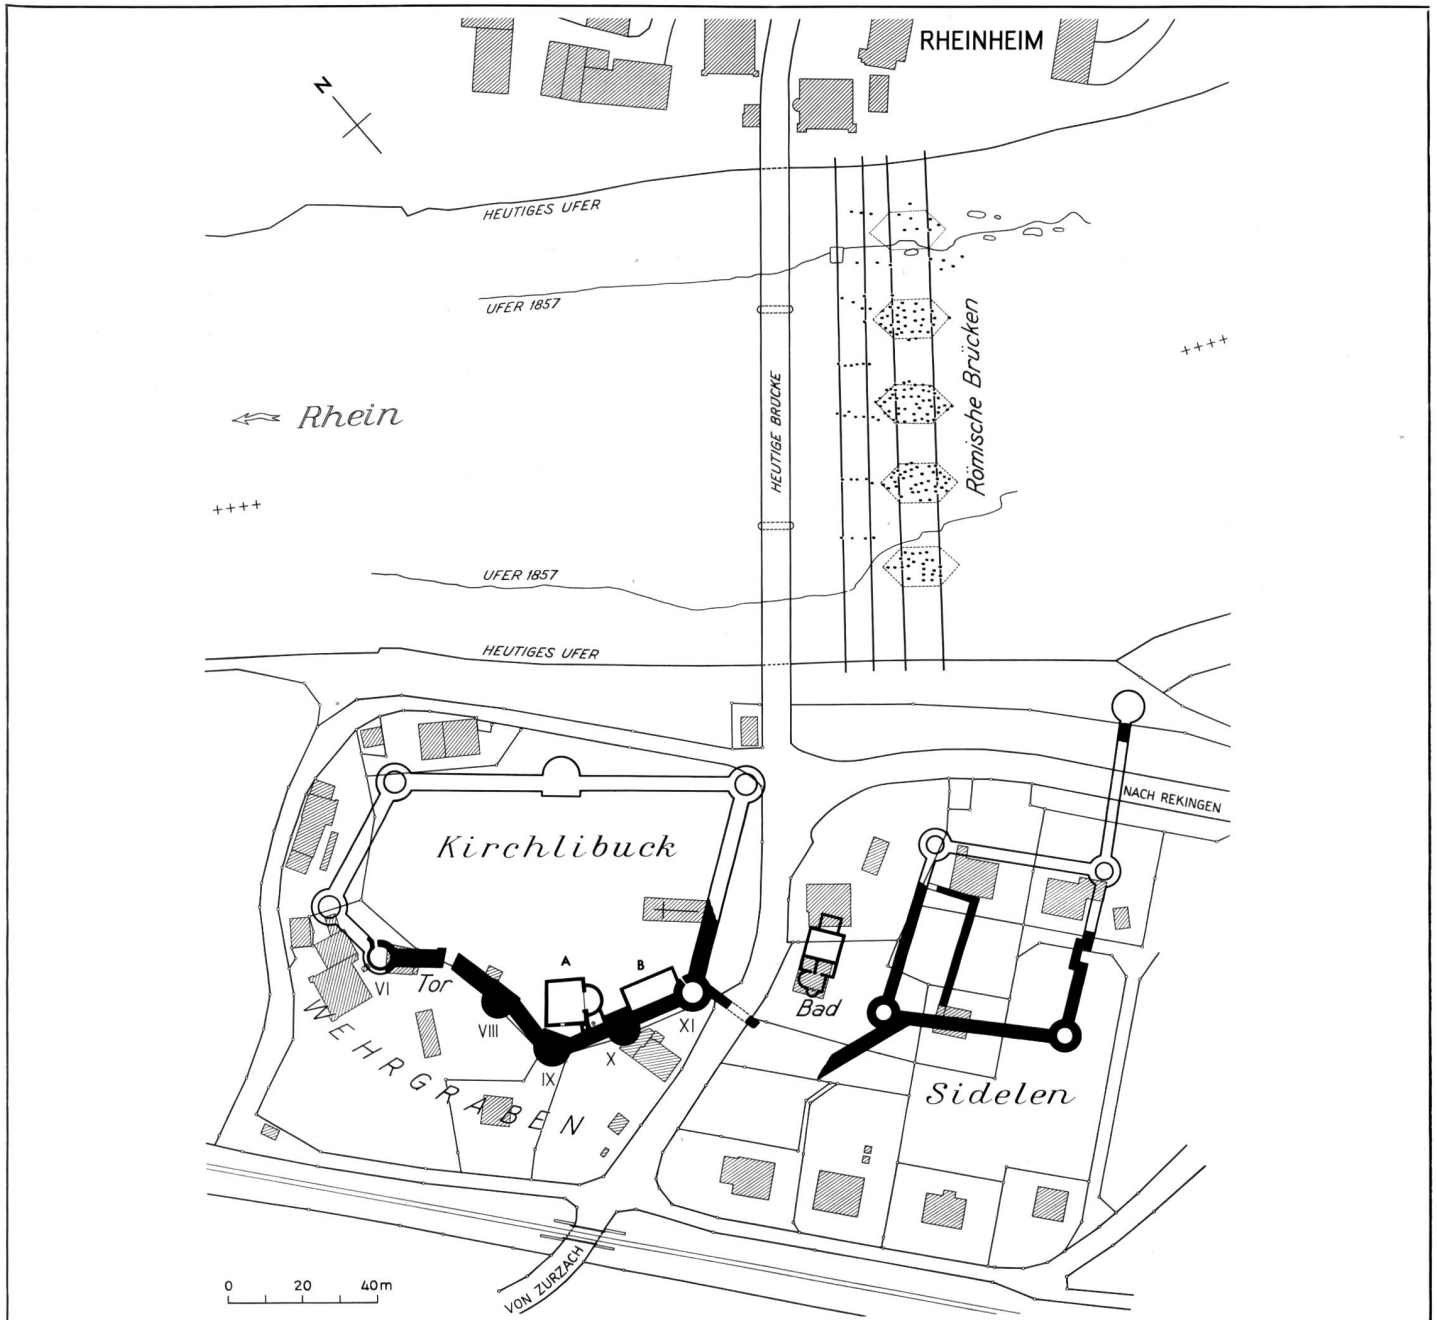 RHEINHEIM
N
HEUTIGES UFER
UFER 1857
Römische Brücken
HEUTIGE BRÜCKE
++++
Rhein
++++
UFER 1857
HEUTIGES UFER
NACH REKINGEN
Kirchlibuck
A
B
VI
Tor
VIII
IX
X
XI
Bad
WEHRGRABEN
Sidelen
VON ZURZACH
0 20 40m